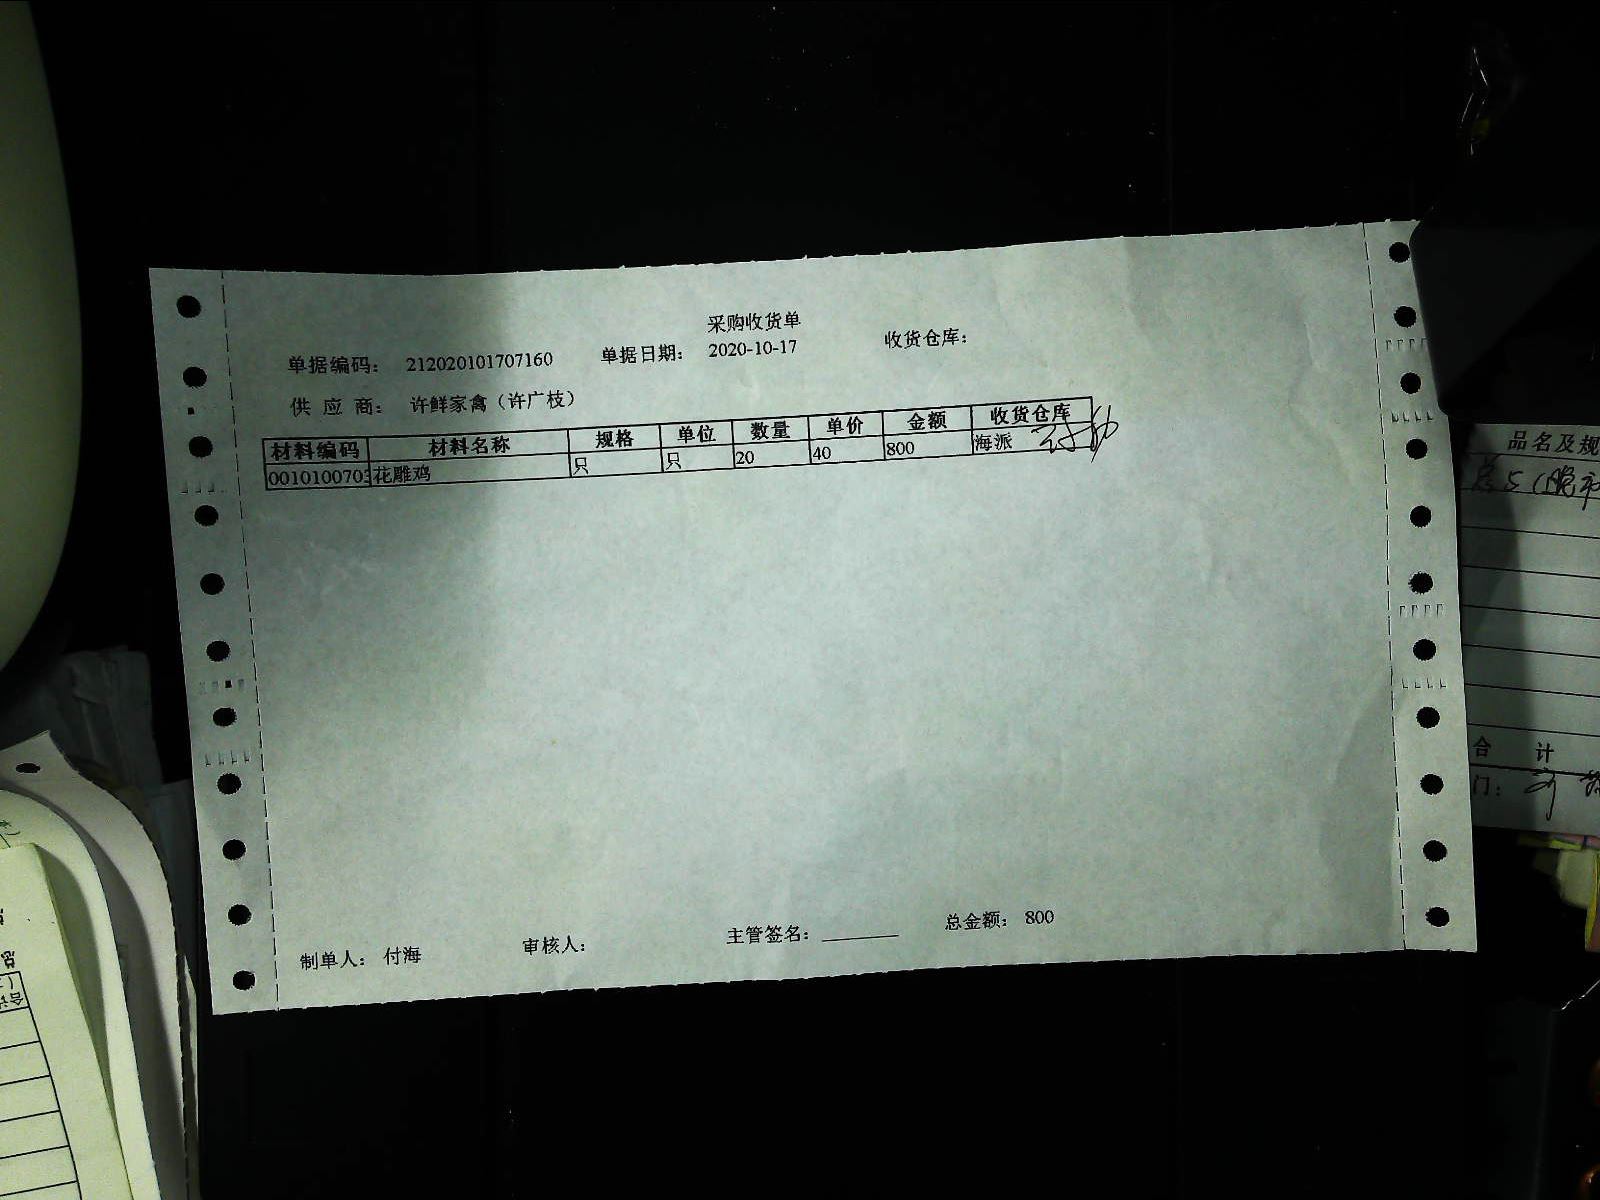 采购收货单
单据编码： 212020101707160 单据日期： 2020-10-17 收货仓库：
供 应 商： 许鲜家禽（许广枝）
材料编码 材料名称 规格 单位 数量 单价 金额 收货仓库
0010100703 花雕鸡 只 只 20 40 800 海派
制单人： 付海 审核人： 主管签名： ________ 总金额： 800
品名及规
合 计
门：